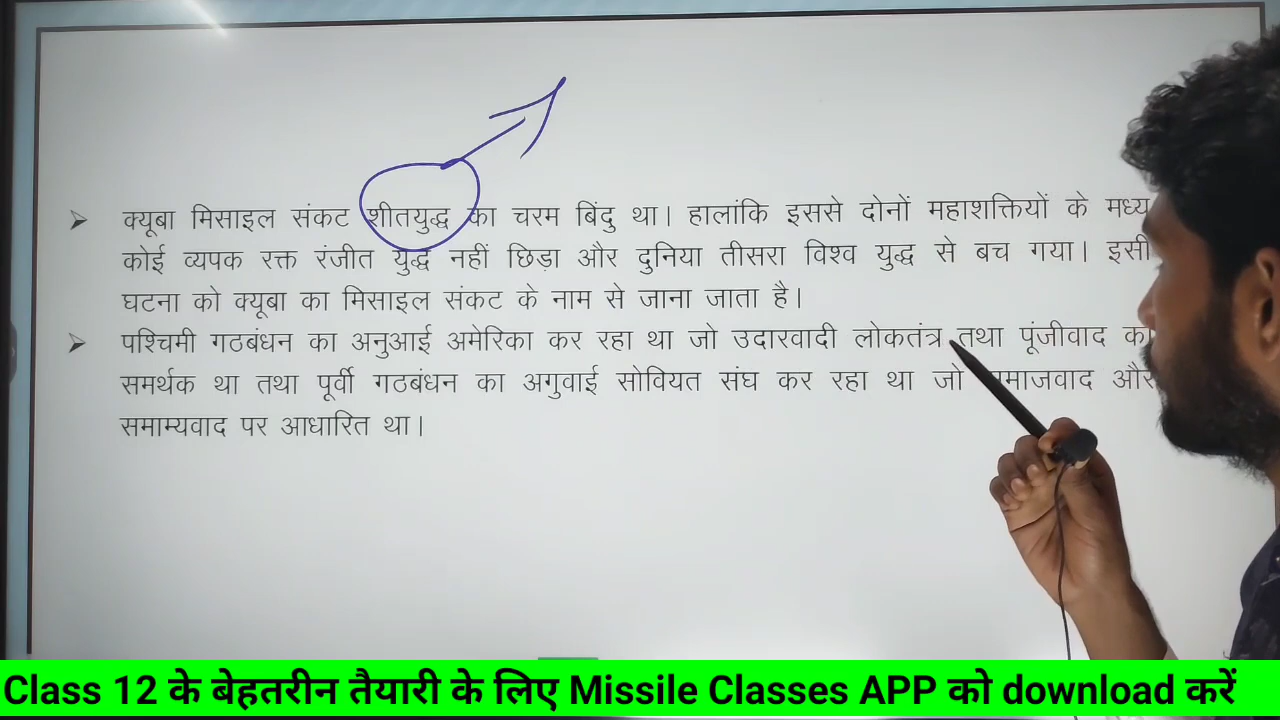 ➢ क्यूबा मिसाइल संकट शीतयुद्ध का चरम बिंदु था। हालांकि इससे दोनों महाशक्तियों के मध्य
कोई व्यपक रक्त रंजीत युद्ध नहीं छिड़ा और दुनिया तीसरा विश्व युद्ध से बच गया। इसी
घटना को क्यूबा का मिसाइल संकट के नाम से जाना जाता है।
➢ पश्चिमी गठबंधन का अनुआई अमेरिका कर रहा था जो उदारवादी लोकतंत्र तथा पूंजीवाद का
समर्थक था तथा पूर्वी गठबंधन का अगुवाई सोवियत संघ कर रहा था जो और
समाम्यवाद पर आधारित था।
Class 12 के बेहतरीन तैयारी के लिए Missile Classes APP को download करें